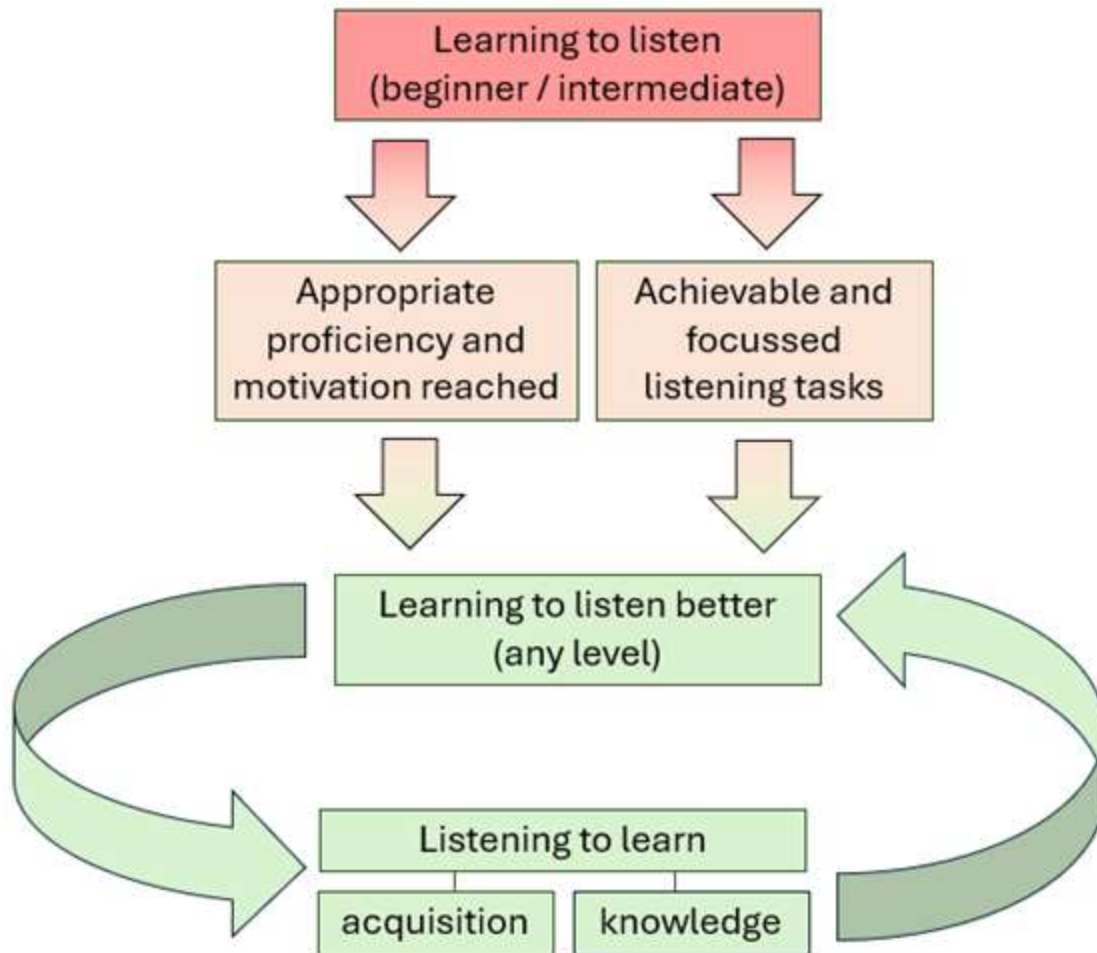 Learning to listen
(beginner / intermediate)
Appropriate
proficiency and
motivation reached
Achievable and
focussed
listening tasks
Learning to listen better
(any level)
Listening to learn
acquisition
knowledge